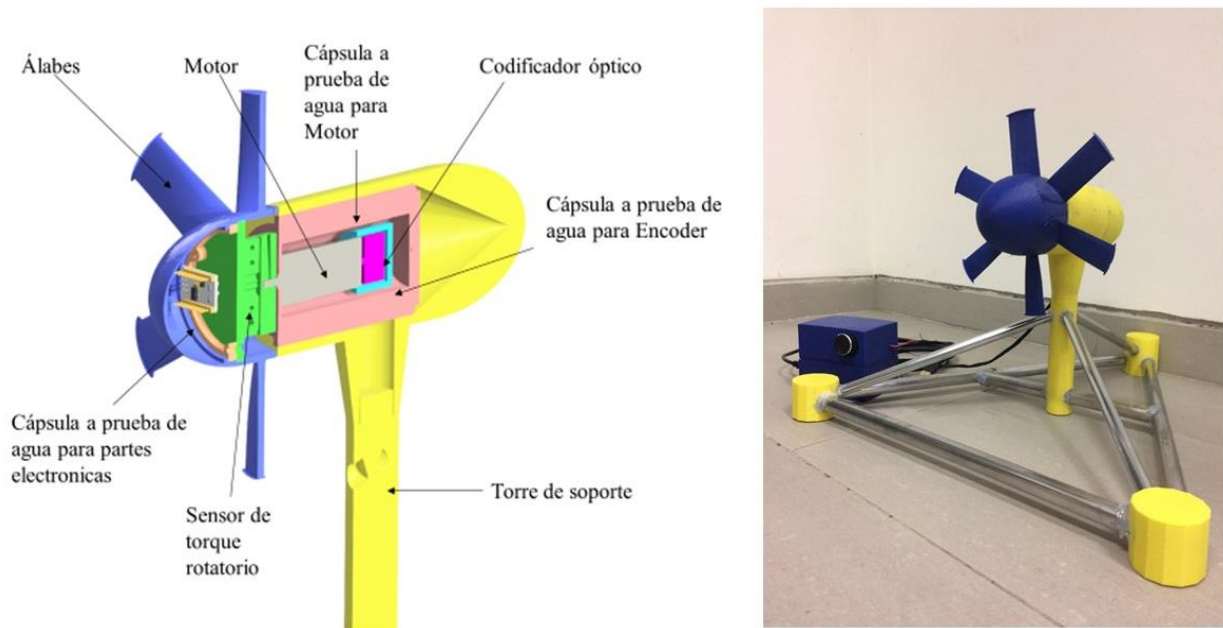 Álabes
Motor
Cápsula a
prueba de
agua para
Motor
Codificador óptico
Cápsula a prueba de
agua para Encoder
Cápsula a prueba de
agua para partes
electronicas
Sensor de
torque
rotatorio
Torre de soporte